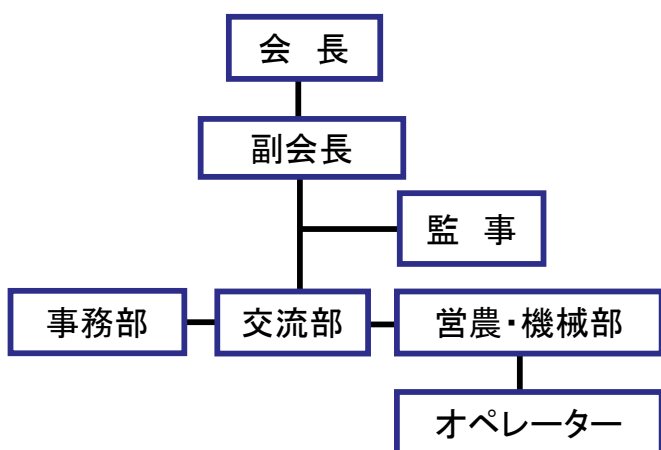 会　長
副会長
監　事
事務部
交流部
営農・機械部
オペレーター